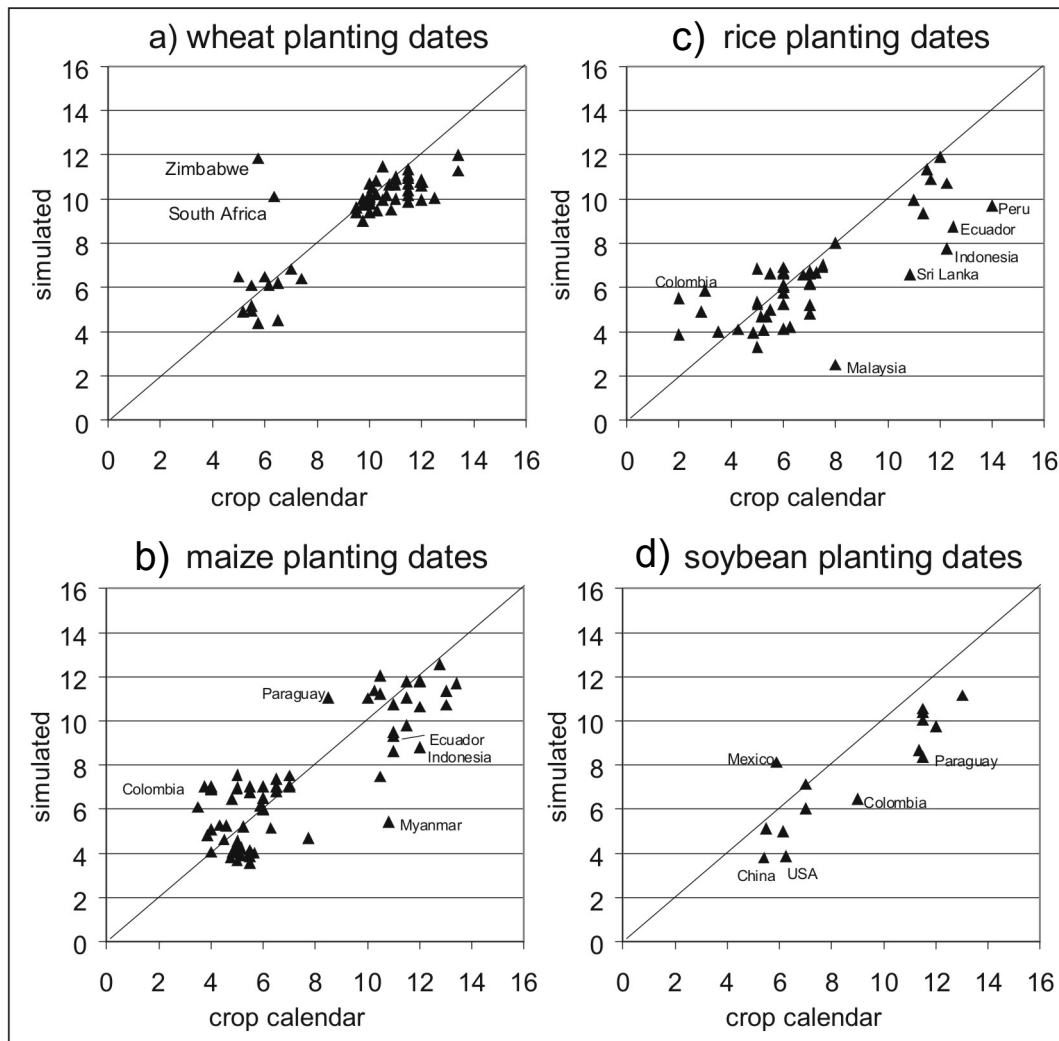 a) wheat planting dates
16
14
12
10
8
6
4
2
0
simulated
Zimbabwe
South Africa
0 2 4 6 8 10 12 14 16
crop calendar
c) rice planting dates
16
14
12
10
8
6
4
2
0
simulated
Peru
Ecuador
Indonesia
Sri Lanka
Colombia
Malaysia
0 2 4 6 8 10 12 14 16
crop calendar
b) maize planting dates
16
14
12
10
8
6
4
2
0
simulated
Paraguay
Ecuador
Indonesia
Colombia
Myanmar
0 2 4 6 8 10 12 14 16
crop calendar
d) soybean planting dates
16
14
12
10
8
6
4
2
0
simulated
Mexico
Paraguay
Colombia
China
USA
0 2 4 6 8 10 12 14 16
crop calendar